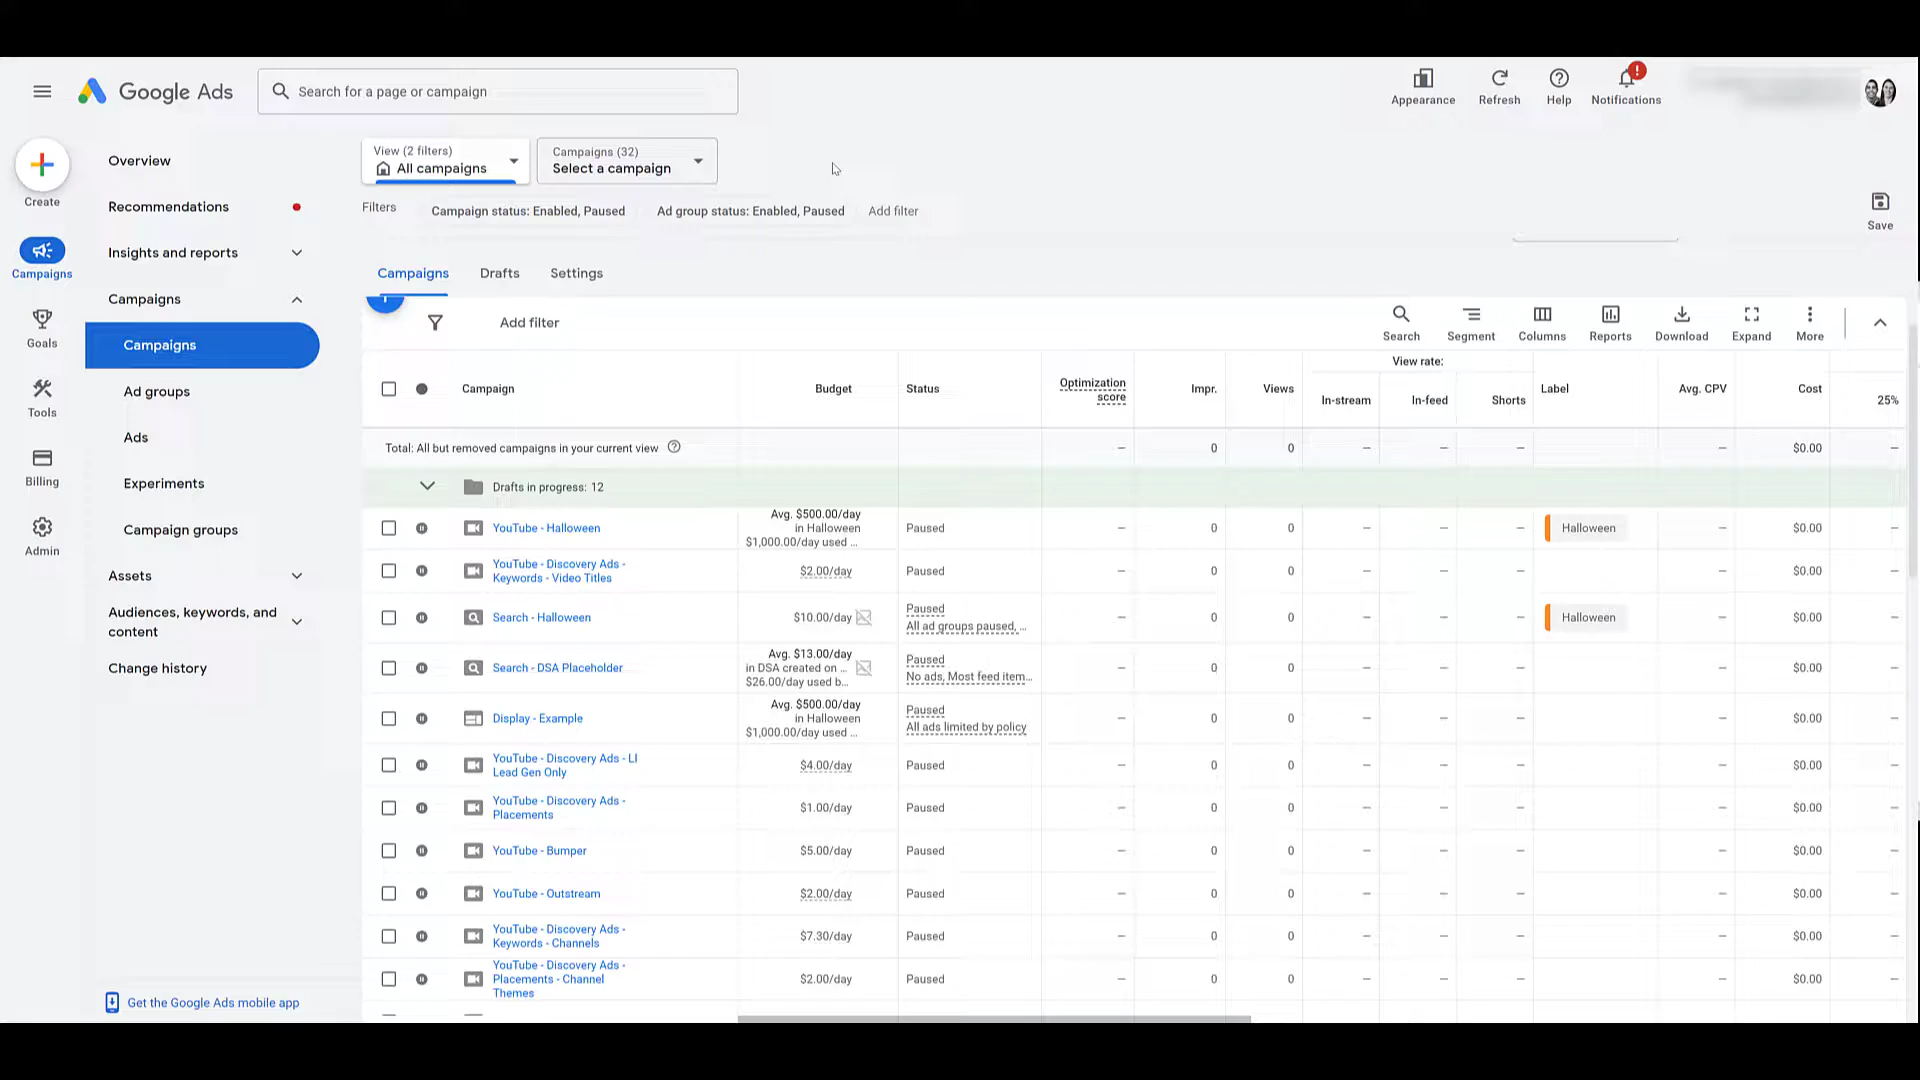 Google Ads
Search for a page or campaign
Appearance
Refresh
Help
!
Notifications
Create
Campaigns
Goals
Tools
Billing
Admin
Overview
Recommendations
Insights and reports
Campaigns
Campaigns
Ad groups
Ads
Experiments
Campaign groups
Assets
Audiences, keywords, and
content
Change history
Get the Google Ads mobile app
View (2 filters)
All campaigns
Campaigns (32)
Select a campaign
Filters
Campaign status: Enabled, Paused
Ad group status: Enabled, Paused
Add filter
Save
Campaigns
Drafts
Settings
Add filter
Search
Segment
Columns
Reports
Download
Expand
More
Campaign
Budget
Status
Optimization
score
Impr.
Views
View rate:
In-stream
In-feed
Shorts
Label
Avg. CPV
Cost
25%
Total: All but removed campaigns in your current view – 0 0 – – – – $0.00 –
Drafts in progress: 12
YouTube - Halloween
Avg. $500.00/day
in Halloween
$1,000.00/day used ...
Paused – 0 0 – – – Halloween – $0.00 –
YouTube - Discovery Ads -
Keywords - Video Titles
$2.00/day Paused – 0 0 – – – – $0.00 –
Search - Halloween
$10.00/day
Paused
All ad groups paused, ...
– 0 0 – – – Halloween – $0.00 –
Search - DSA Placeholder
Avg. $13.00/day
in DSA created on ...
$26.00/day used b...
Paused
No ads, Most feed item...
– 0 0 – – – – $0.00 –
Display - Example
Avg. $500.00/day
in Halloween
$1,000.00/day used ...
Paused
All ads limited by policy
– 0 0 – – – – $0.00 –
YouTube - Discovery Ads - LI
Lead Gen Only
$4.00/day Paused – 0 0 – – – – $0.00 –
YouTube - Discovery Ads -
Placements
$1.00/day Paused – 0 0 – – – – $0.00 –
YouTube - Bumper $5.00/day Paused – 0 0 – – – – $0.00 –
YouTube - Outstream $2.00/day Paused – 0 0 – – – – $0.00 –
YouTube - Discovery Ads -
Keywords - Channels
$7.30/day Paused – 0 0 – – – – $0.00 –
YouTube - Discovery Ads -
Placements - Channel
Themes
$2.00/day Paused – 0 0 – – – – $0.00 –